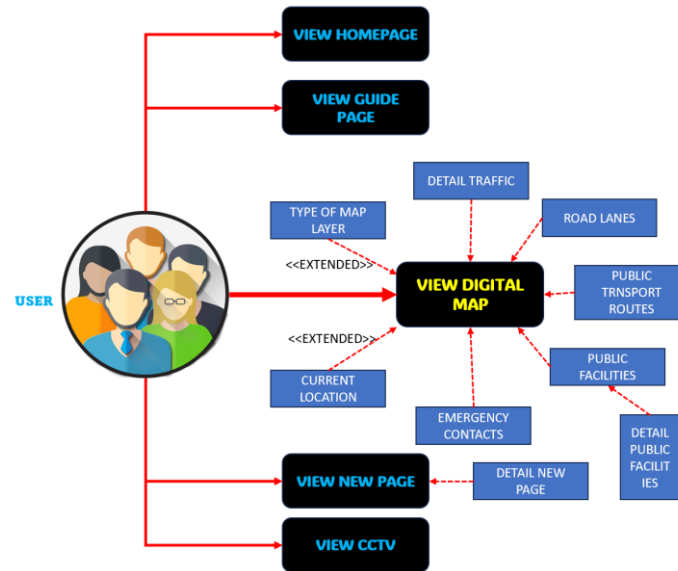 VIEW HOMEPAGE
VIEW GUIDE
PAGE
DETAIL TRAFFIC
TYPE OF MAP
LAYER
ROAD LANES
<<EXTENDED>>
USER
VIEW DIGITAL
MAP
PUBLIC
TRNSPORT
ROUTES
<<EXTENDED>>
PUBLIC
FACILITIES
CURRENT
LOCATION
EMERGENCY
CONTACTS
DETAIL
PUBLIC
FACILIT
IES
VIEW NEW PAGE
DETAIL NEW
PAGE
VIEW CCTV